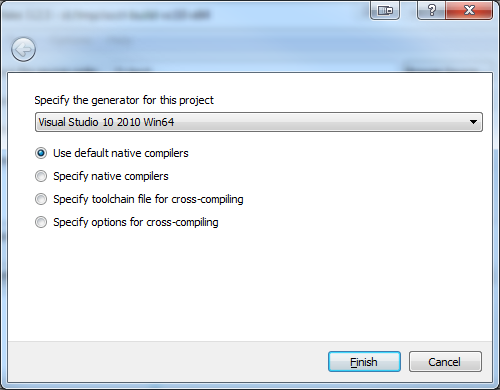 Specify the generator for this project
Visual Studio 10 2010 Win64
Use default native compilers
Specify native compilers
Specify toolchain file for cross-compiling
Specify options for cross-compiling
Finish
Cancel